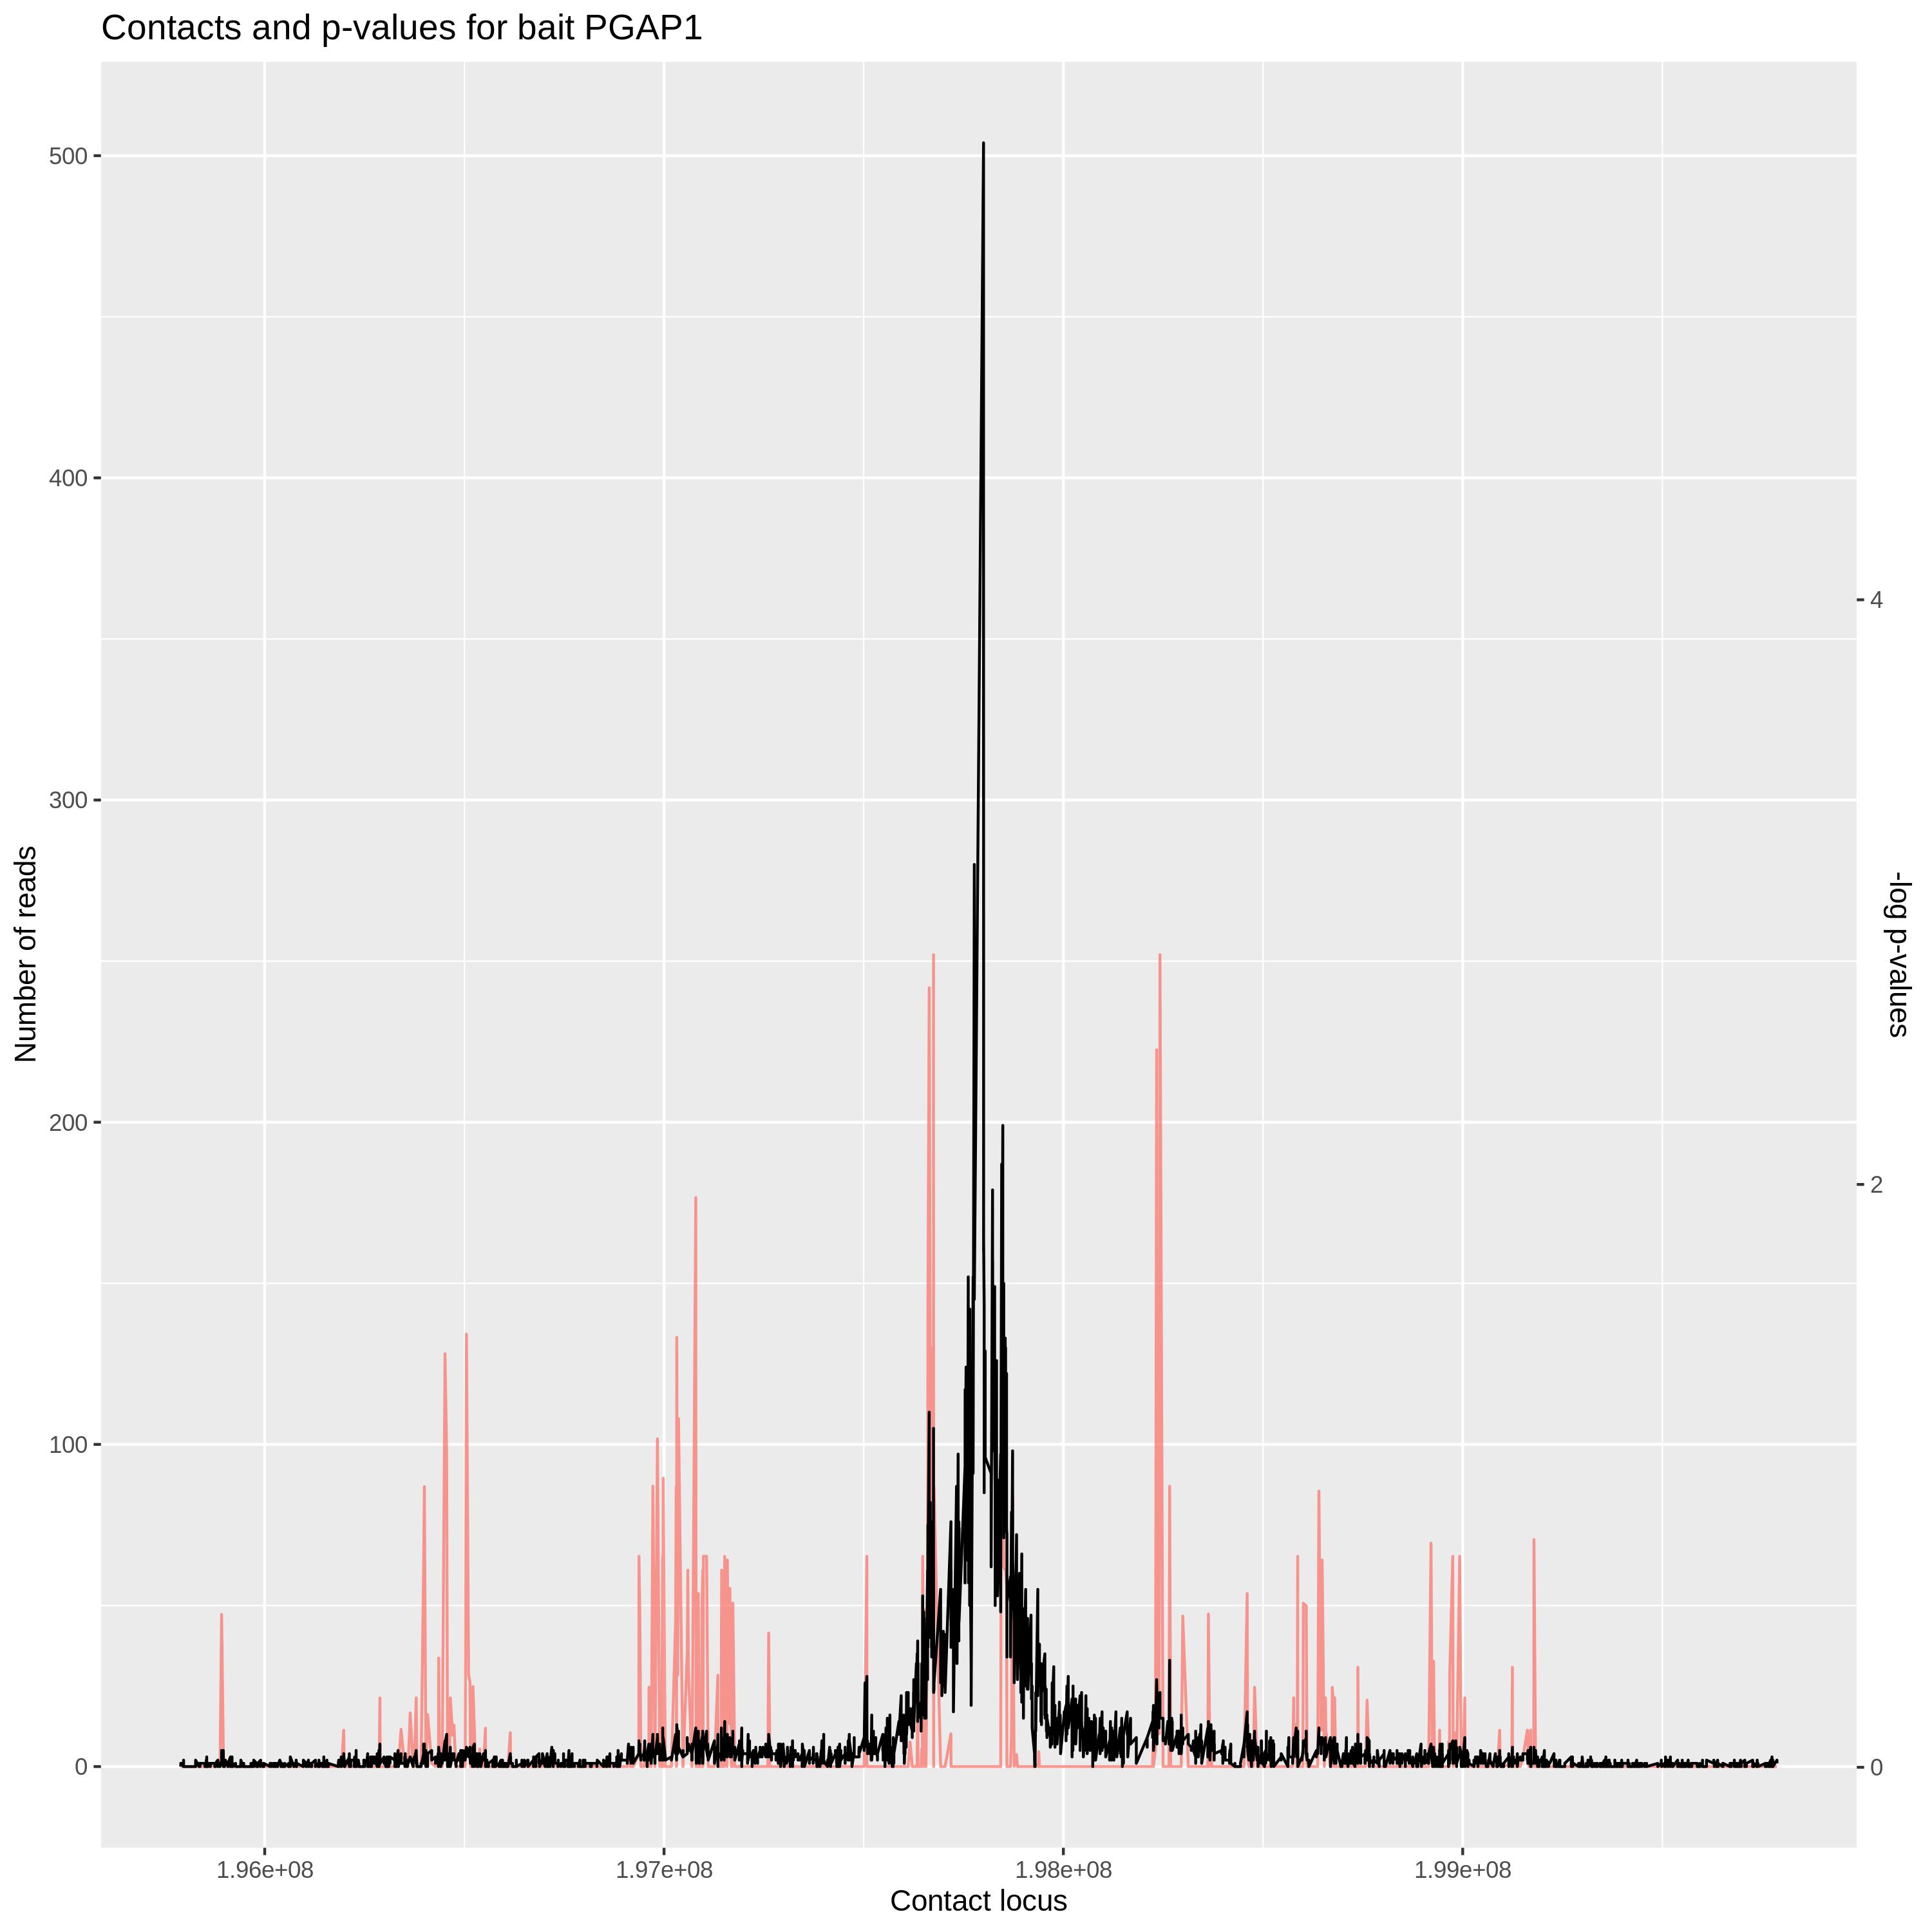 Contacts and p-values for bait PGAP1
500
400
300
200
100
0
Number of reads
4
2
0
-log p-values
1.96e+08
1.97e+08
1.98e+08
1.99e+08
Contact locus